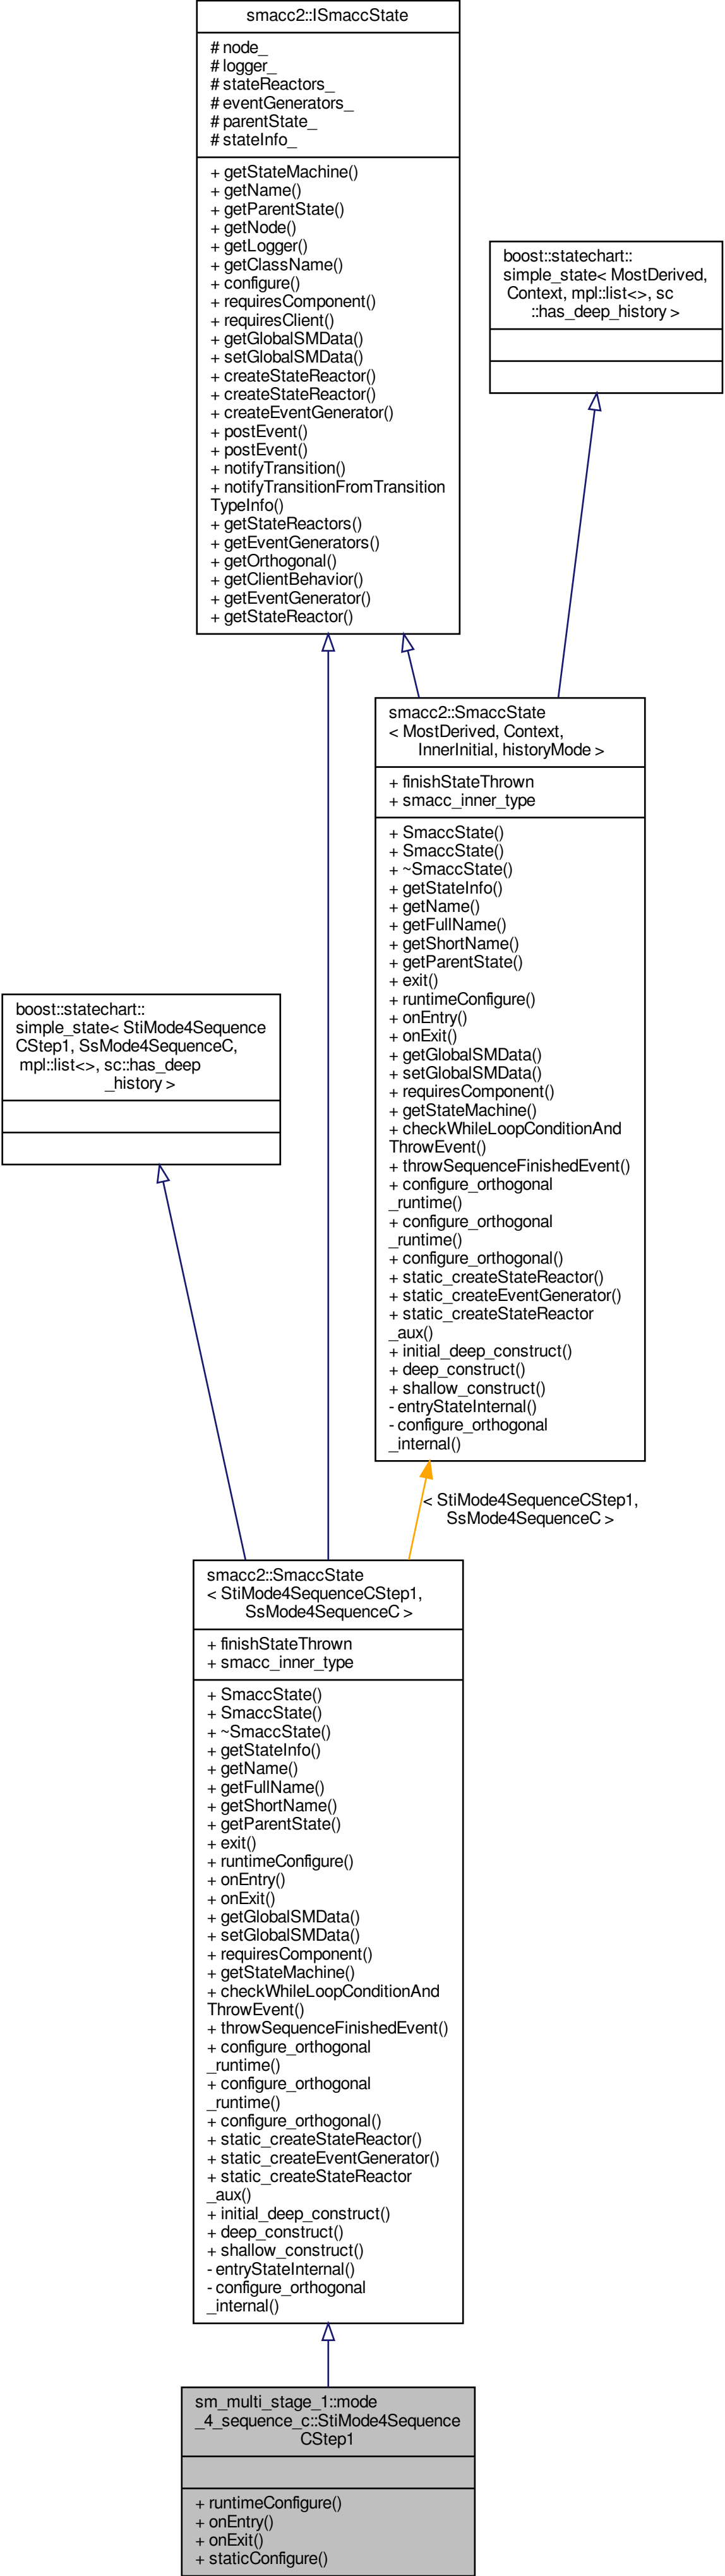 smacc2::ISmaccState
# node_
# logger_
# stateReactors_
# eventGenerators_
# parentState_
# stateInfo_
+ getStateMachine()
+ getName()
+ getParentState()
+ getNode()
+ getLogger()
+ getClassName()
+ configure()
+ requiresComponent()
+ requiresClient()
+ getGlobalSMData()
+ setGlobalSMData()
+ createStateReactor()
+ createStateReactor()
+ createEventGenerator()
+ postEvent()
+ postEvent()
+ notifyTransition()
+ notifyTransitionFromTransition
TypeInfo()
+ getStateReactors()
+ getEventGenerators()
+ getOrthogonal()
+ getClientBehavior()
+ getEventGenerator()
+ getStateReactor()
boost::statechart::
simple_state< MostDerived,
Context, mpl::list<>, sc
::has_deep_history >
smacc2::SmaccState
< MostDerived, Context,
InnerInitial, historyMode >
+ finishStateThrown
+ smacc_inner_type
+ SmaccState()
+ SmaccState()
+ ~SmaccState()
+ getStateInfo()
+ getName()
+ getFullName()
+ getShortName()
+ getParentState()
+ exit()
+ runtimeConfigure()
+ onEntry()
+ onExit()
+ getGlobalSMData()
+ setGlobalSMData()
+ requiresComponent()
+ getStateMachine()
+ checkWhileLoopConditionAnd
ThrowEvent()
+ throwSequenceFinishedEvent()
+ configure_orthogonal
_runtime()
+ configure_orthogonal
_runtime()
+ configure_orthogonal()
+ static_createStateReactor()
+ static_createEventGenerator()
+ static_createStateReactor
_aux()
+ initial_deep_construct()
+ deep_construct()
+ shallow_construct()
- entryStateInternal()
- configure_orthogonal
_internal()
boost::statechart::
simple_state< StiMode4Sequence
CStep1, SsMode4SequenceC,
mpl::list<>, sc::has_deep
_history >
< StiMode4SequenceCStep1,
SsMode4SequenceC >
smacc2::SmaccState
< StiMode4SequenceCStep1,
SsMode4SequenceC >
+ finishStateThrown
+ smacc_inner_type
+ SmaccState()
+ SmaccState()
+ ~SmaccState()
+ getStateInfo()
+ getName()
+ getFullName()
+ getShortName()
+ getParentState()
+ exit()
+ runtimeConfigure()
+ onEntry()
+ onExit()
+ getGlobalSMData()
+ setGlobalSMData()
+ requiresComponent()
+ getStateMachine()
+ checkWhileLoopConditionAnd
ThrowEvent()
+ throwSequenceFinishedEvent()
+ configure_orthogonal
_runtime()
+ configure_orthogonal
_runtime()
+ configure_orthogonal()
+ static_createStateReactor()
+ static_createEventGenerator()
+ static_createStateReactor
_aux()
+ initial_deep_construct()
+ deep_construct()
+ shallow_construct()
- entryStateInternal()
- configure_orthogonal
_internal()
sm_multi_stage_1::mode
_4_sequence_c::StiMode4Sequence
CStep1
+ runtimeConfigure()
+ onEntry()
+ onExit()
+ staticConfigure()